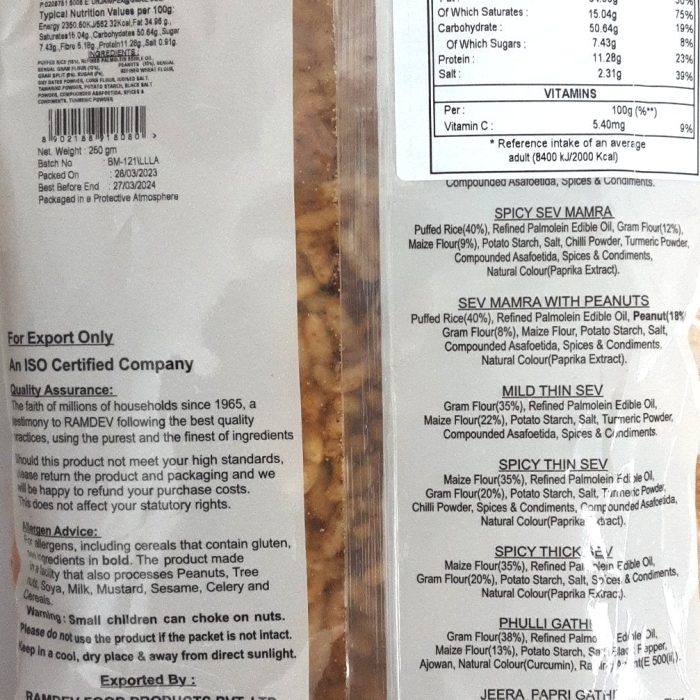 Typical Nutrition Values per 100g:
Energy 2350.60KJ/562.32Kcal,Fat 34.96 g,
Saturates15.04g, Carbohydates 50.64g, Sugar
7.43g, Fibre 5.18g, Protein11.28g, Salt 0.91g.
INGREDIENTS:
Net. Weight : 250 gm
Batch No : BM-121\LLLA
Packed On : 28/03/2023
Best Before End : 27/03/2024
Packaged in a Protective Atmosphere
For Export Only
An ISO Certified Company
Quality Assurance:
The faith of millions of households since 1965, a
testimony to RAMDEV following the best quality
practices, using the purest and the finest of ingredients
Should this product not meet your high standards,
please return the product and packaging and we
will be happy to refund your purchase costs.
This does not affect your statutory rights.
Allergen Advice:
For allergens, including cereals that contain gluten,
ingredients in bold. The product made
facility that also processes Peanuts, Tree
nuts, Soya, Milk, Mustard, Sesame, Celery and
Cereals.
Warning: Small children can choke on nuts.
Please do not use the product if the packet is not intact.
Keep in a cool, dry place & away from direct sunlight.
Exported By :
Of Which Saturates : 15.04g 75%
Carbohydrate : 50.64g 19%
Of Which Sugars : 7.43g 8%
Protein : 11.28g 23%
Salt : 2.31g 39%
VITAMINS
Per : 100g (%**)
Vitamin C : 5.40mg 9%
* Reference intake of an average
adult (8400 kJ/2000 Kcal)
Compounded Asafoetida, Spices & Condiments.
SPICY SEV MAMRA
Puffed Rice(40%), Refined Palmolein Edible Oil, Gram Flour(12%),
Maize Flour(9%), Potato Starch, Salt, Chilli Powder, Turmeric Powder,
Compounded Asafoetida, Spices & Condiments,
Natural Colour(Paprika Extract).
SEV MAMRA WITH PEANUTS
Puffed Rice(40%), Refined Palmolein Edible Oil, Peanut(18%
Gram Flour(8%), Maize Flour, Potato Starch, Salt,
Compounded Asafoetida, Spices & Condiments.
Natural Colour(Paprika Extract).
MILD THIN SEV
Gram Flour(35%), Refined Palmolein Edible Oil,
Maize Flour(22%), Potato Starch, Salt, Turmeric Powder,
Compounded Asafoetida, Spices & Condiments.
SPICY THIN SEV
Maize Flour(35%), Refined Palmolein Edible Oil,
Gram Flour(20%), Potato Starch, Salt, Turmeric Powder,
Chilli Powder, Spices & Condiments, Compounded Asafoetida,
Natural Colour(Paprika Extract).
SPICY THICK SEV
Maize Flour(35%), Refined Palmolein Edible Oil,
Gram Flour(20%), Potato Starch, Salt, Spices & Condiments,
Natural Colour(Paprika Extract).
PHULLI GATHI
Gram Flour(38%), Refined Palmo Edible Oil,
Maize Flour(13%), Potato Starch, Salt, Black Pepper,
Ajowan, Natural Colour(Curcumin), (E 500(ii),).
JEERA PAPRI GATHI